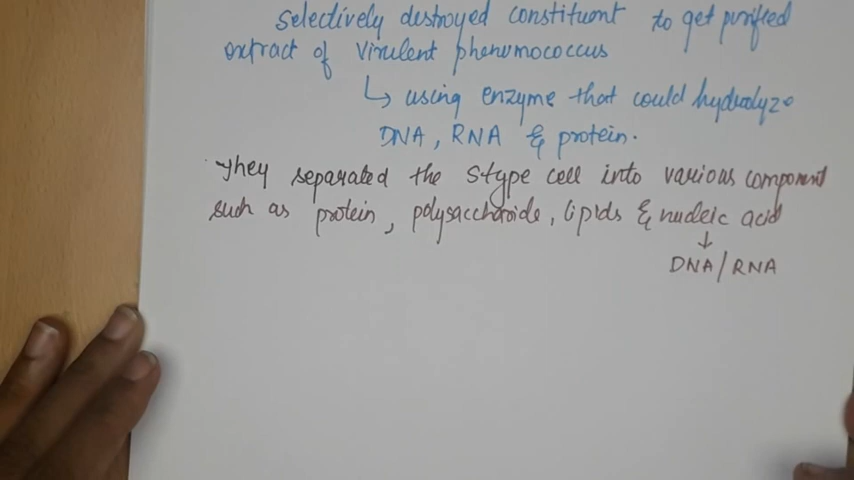 Selectively destroyed constituent to get purified
extract of virulent phenumococcus
↳ using enzyme that could hydrolyze
DNA, RNA & protein.
They separated the S type cell into various component
such as protein, polysaccharide, lipids & nucleic acid
↓
DNA/RNA